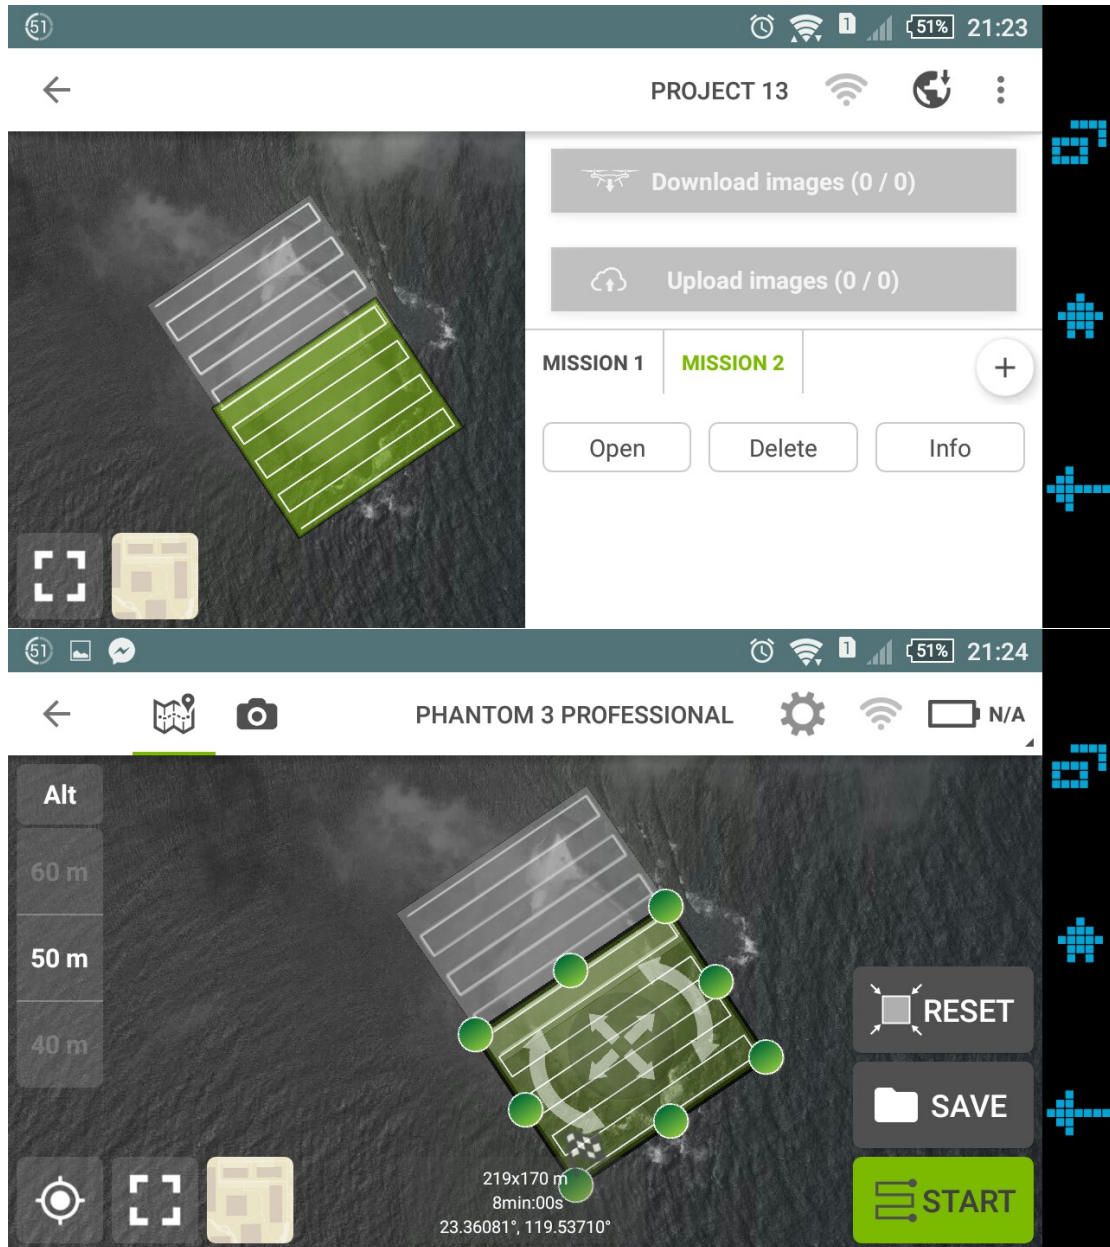 51
1
51%
21:23
PROJECT 13
Download images (0 / 0)
Upload images (0 / 0)
MISSION 1
MISSION 2
+
Open
Delete
Info
51
1
51%
21:24
PHANTOM 3 PROFESSIONAL
N/A
Alt
60 m
50 m
40 m
RESET
SAVE
START
219x170 m
8min:00s
23.36081°, 119.53710°